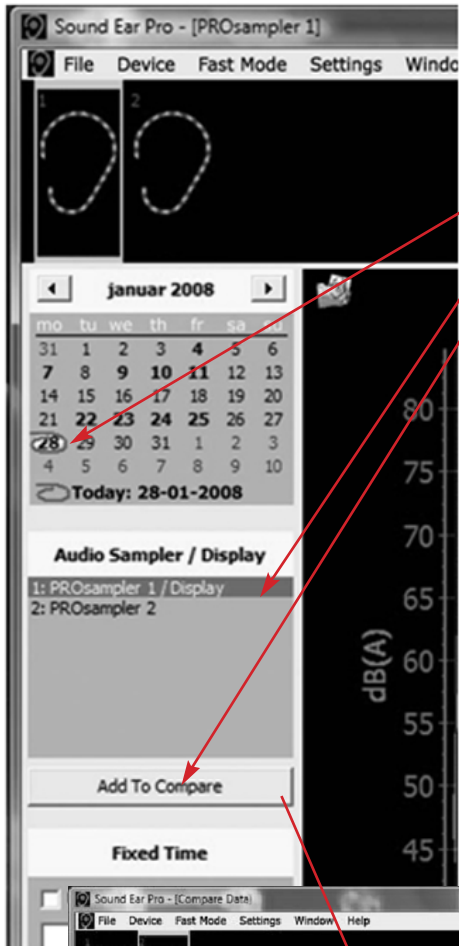 Sound Ear Pro - [PROsampler 1]
File Device Fast Mode Settings Windo
1 2
januar 2008
mo tu we th fr sa su
31 1 2 3 4 5 6
7 8 9 10 11 12 13
14 15 16 17 18 19 20
21 22 23 24 25 26 27
28 29 30 31 1 2 3
4 5 6 7 8 9 10
Today: 28-01-2008
Audio Sampler / Display
1: PROsampler 1 / Display
2: PROsampler 2
Add To Compare
Fixed Time
80
75
70
65
60
55
50
45
dB(A)
Sound Ear Pro - [Compare Data]
File Device Fast Mode Settings Window Help